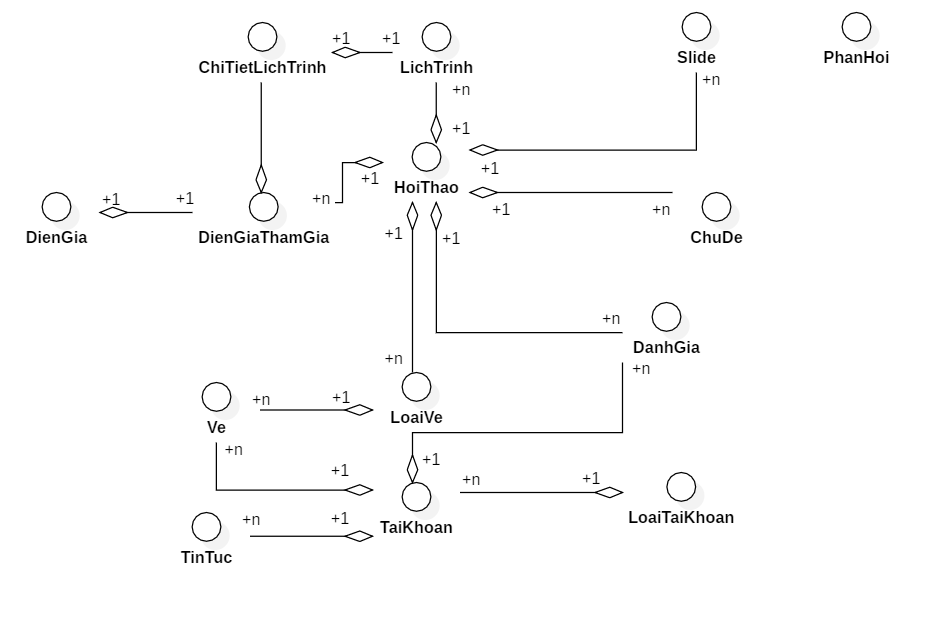 +1
+1
ChiTietLichTrinh
LichTrinh
Slide
PhanHoi
+n
+n
+1
+1
HoiThao
+1
+n
+1
+n
+1
+1
DienGia
DienGiaThamGia
ChuDe
+1
+1
+n
DanhGia
+n
+n
+n
+1
Ve
LoaiVe
+n
+1
+1
+n
+1
+n
+1
TaiKhoan
LoaiTaiKhoan
TinTuc